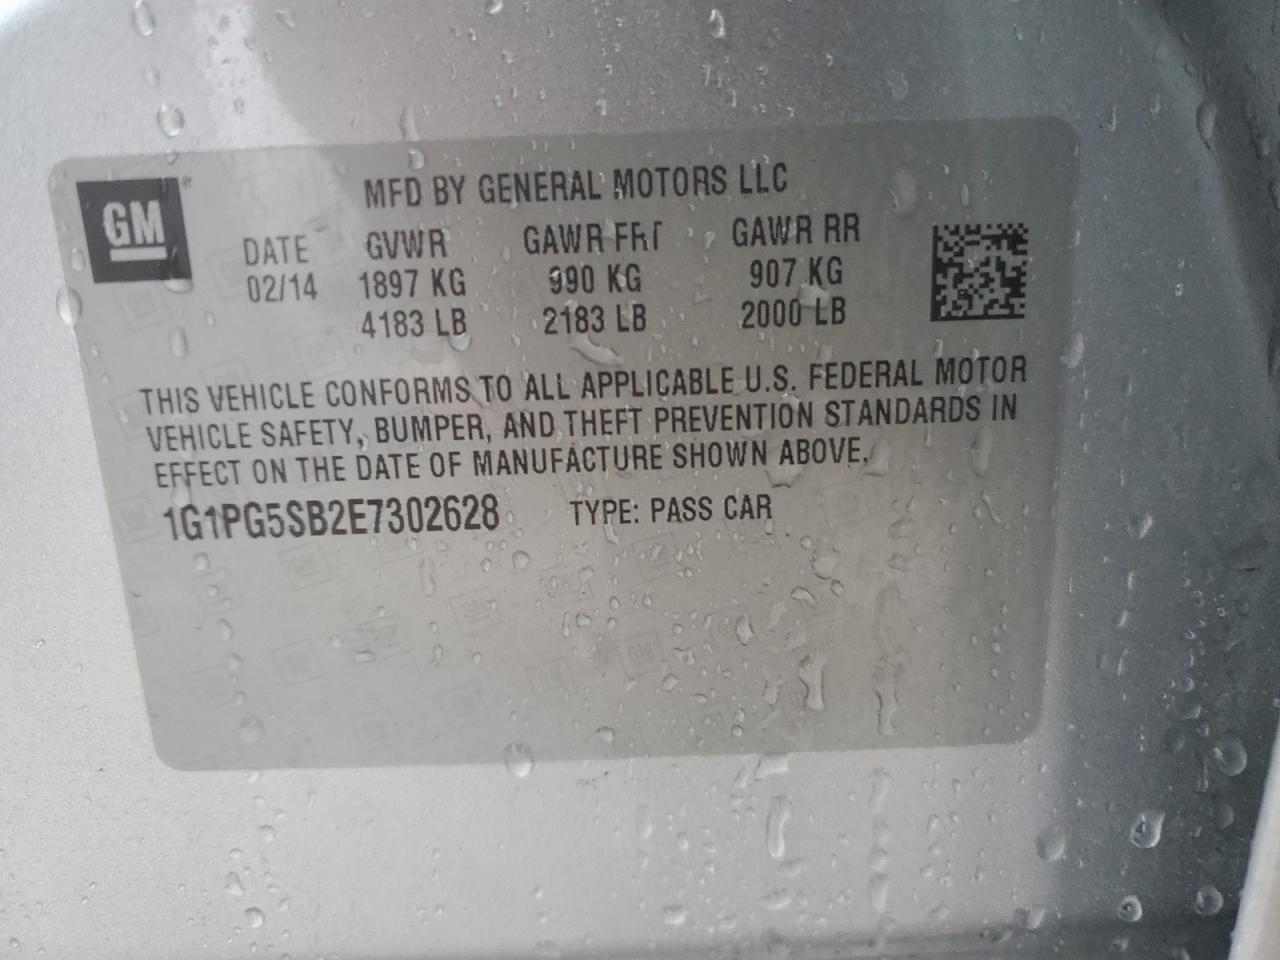 GM
MFD BY GENERAL MOTORS LLC
DATE GVWR GAWR FRT GAWR RR
02/14 1897 KG 990 KG 907 KG
4183 LB 2183 LB 2000 LB
THIS VEHICLE CONFORMS TO ALL APPLICABLE U.S. FEDERAL MOTOR
VEHICLE SAFETY, BUMPER, AND THEFT PREVENTION STANDARDS IN
EFFECT ON THE DATE OF MANUFACTURE SHOWN ABOVE.
1G1PG5SB2E7302628 TYPE: PASS CAR